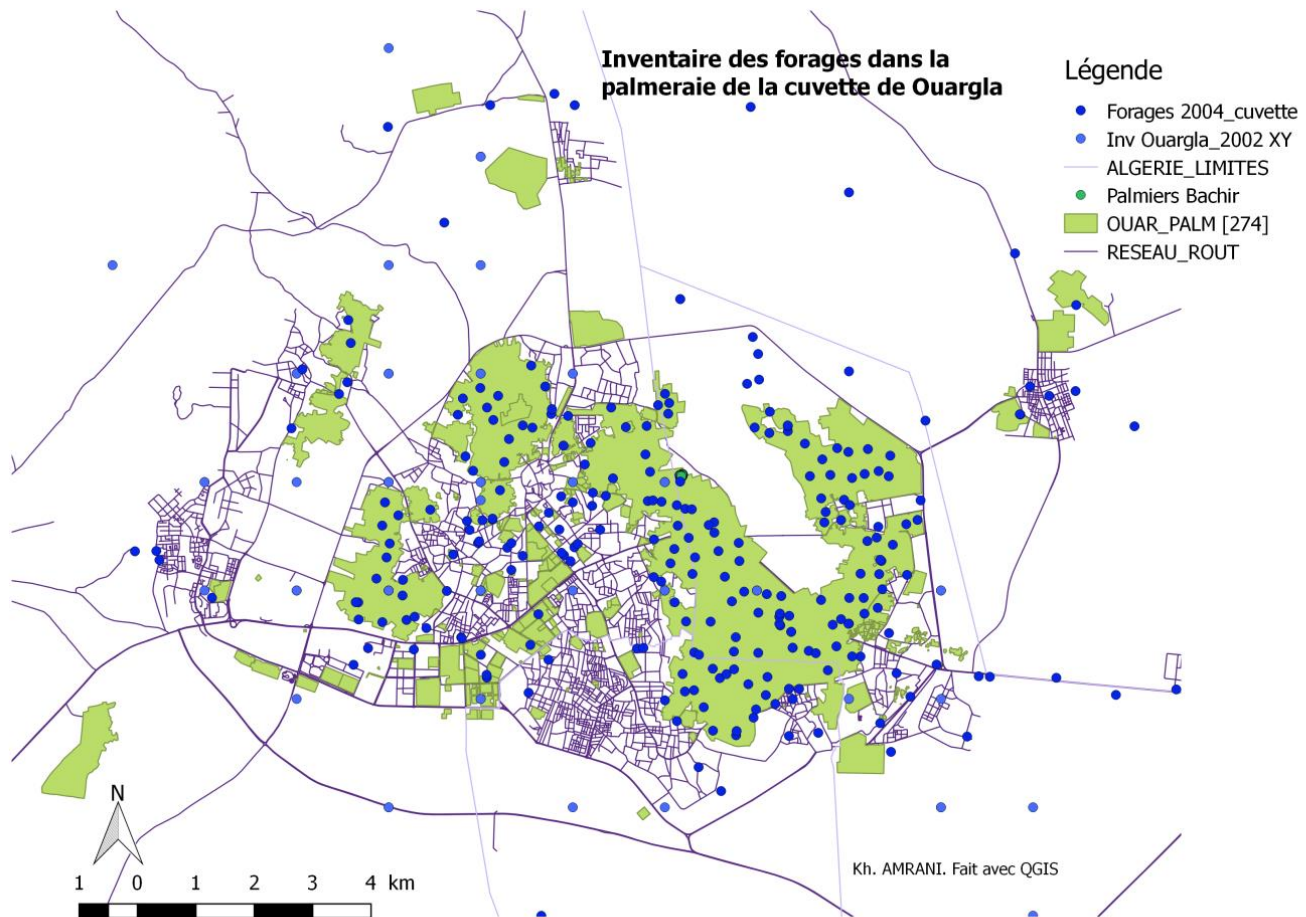 Inventaire des forages dans la
palmeraie de la cuvette de Ouargla
Légende
Forages 2004_cuvette
Inv Ouargla_2002 XY
ALGERIE_LIMITES
Palmiers Bachir
OUAR_PALM [274]
RESEAU_ROUT
N
1 0 1 2 3 4 km
Kh. AMRANI. Fait avec QGIS